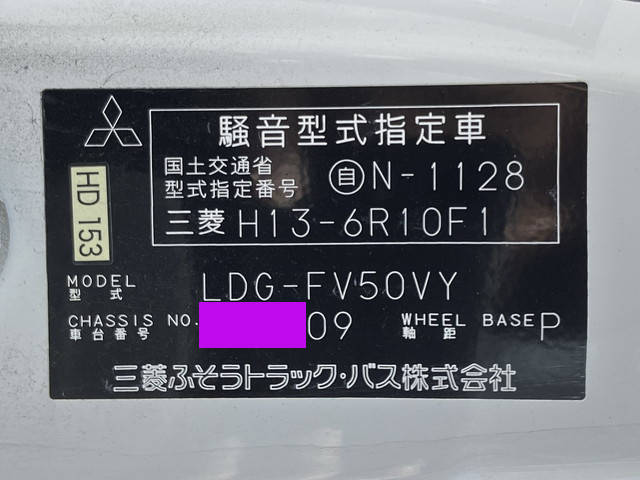 騒音型式指定車
国土交通省
型式指定番号 自N-1128
三菱 H13-6R10F1
HD 153
MODEL
型式 LDG-FV50VY
CHASSIS NO.
車台番号 09 WHEEL BASE
軸距 P
三菱ふそうトラック・バス株式会社